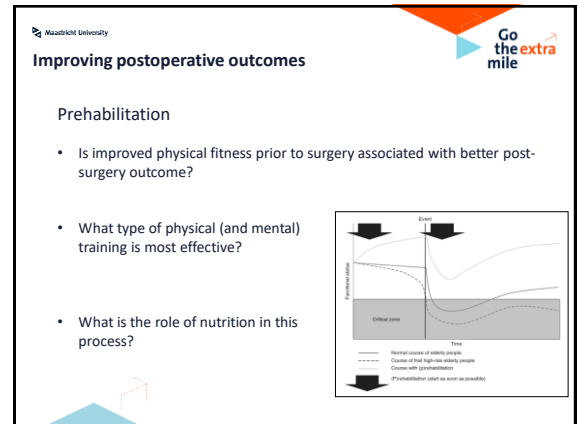 Maastricht University
Go
the extra
mile
Improving postoperative outcomes
Prehabilitation
• Is improved physical fitness prior to surgery associated with better post-
surgery outcome?
• What type of physical (and mental)
training is most effective?
• What is the role of nutrition in this
process?
Event
Functional status
Critical zone
Time
Normal course of elderly people
Course of frail high-risk elderly people
Course with (p)rehabilitation
(P)rehabilitation (start as soon as possible)